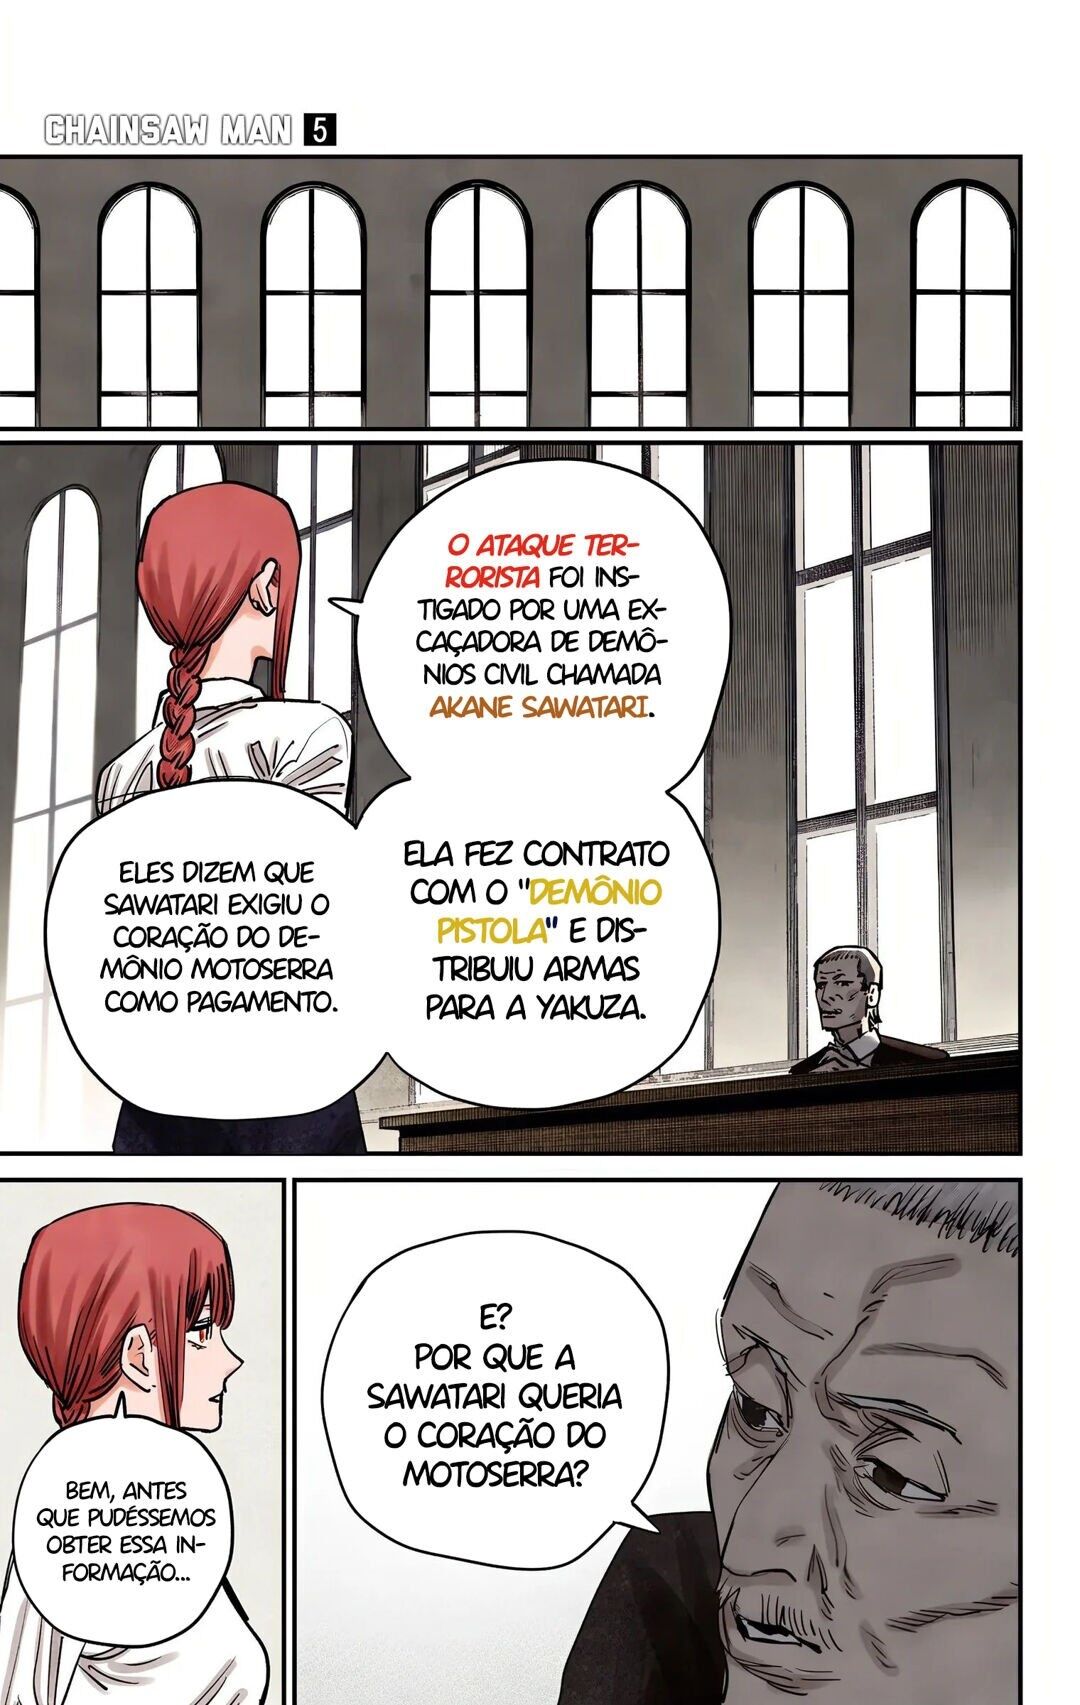 CHAINSAW MAN 5
O ATAQUE TER-
RORISTA FOI INS-
TIGADO POR UMA EX-
CAÇADORA DE DEMÔ-
NIOS CIVIL CHAMADA
AKANE SAWATARI.
ELA FEZ CONTRATO
COM O "DEMÔNIO
PISTOLA" E DIS-
TRIBUIU ARMAS
PARA A YAKUZA.
ELES DIZEM QUE
SAWATARI EXIGIU O
CORAÇÃO DO DE-
MÔNIO MOTOSERRA
COMO PAGAMENTO.
E?
POR QUE A
SAWATARI QUERIA
O CORAÇÃO DO
MOTOSERRA?
BEM, ANTES
QUE PUDÉSSEMOS
OBTER ESSA IN-
FORMAÇÃO...